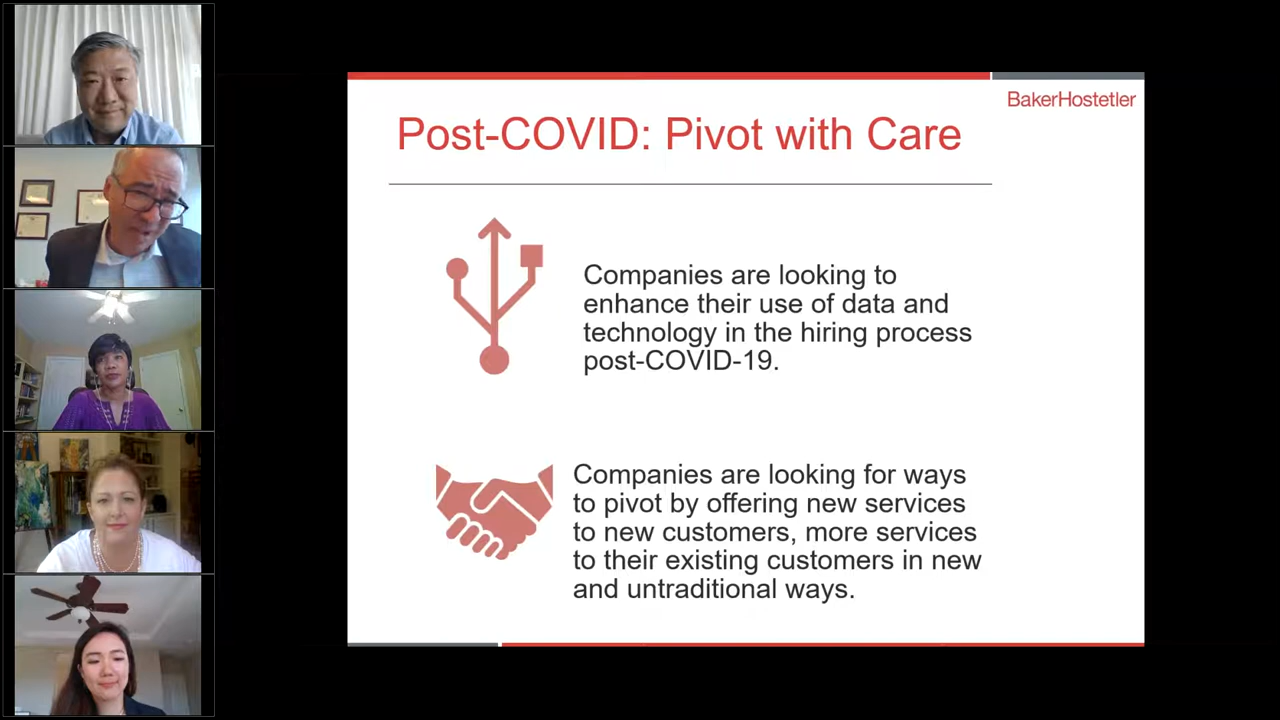 BakerHostetler
Post-COVID: Pivot with Care
Companies are looking to
enhance their use of data and
technology in the hiring process
post-COVID-19.
Companies are looking for ways
to pivot by offering new services
to new customers, more services
to their existing customers in new
and untraditional ways.